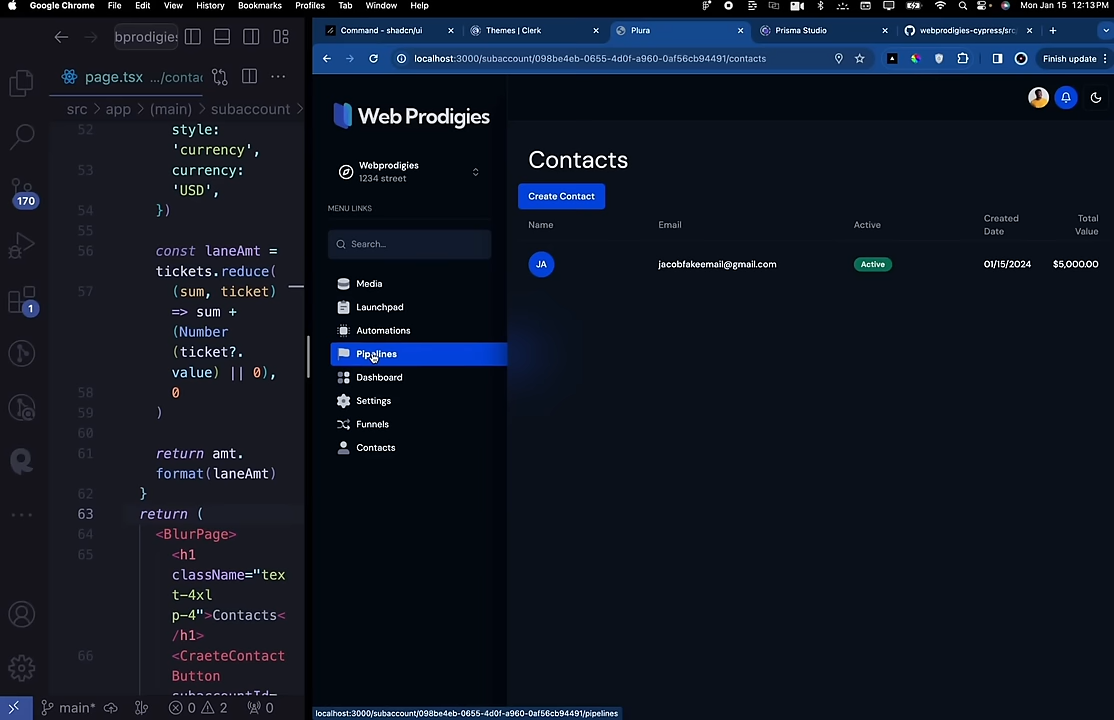 Google Chrome File Edit View History Bookmarks Profiles Tab Window Help Mon Jan 15 12:13 PM
bprodigies
page.tsx .../contac
src > app > (main) > subaccount >
52 style:
'currency',
53 currency:
'USD',
54 })
55
56 const laneAmt =
tickets.reduce(
57 (sum, ticket)
=> sum +
(Number
(ticket?.
value) || 0),
58 0
59 )
60
61 return amt.
format(laneAmt)
62 }
63 return (
64 <BlurPage>
65 <h1
className="tex
t-4xl
p-4">Contacts<
/h1>
66 <CraeteContact
Button
subaccountId=
170
1
main* 0 2 0
Command - shadcn/ui
Themes | Clerk
Plura
Prisma Studio
webprodigies-cypress/src
localhost:3000/subaccount/098be4eb-0655-4d0f-a960-0af56cb94491/contacts
Finish update
Web Prodigies
Webprodigies
1234 street
MENU LINKS
Search...
Media
Launchpad
Automations
Pipelines
Dashboard
Settings
Funnels
Contacts
Contacts
Create Contact
Name Email Active Created Date Total Value
JA jacobfakeemail@gmail.com Active 01/15/2024 $5,000.00
localhost:3000/subaccount/098be4eb-0655-4d0f-a960-0af56cb94491/pipelines